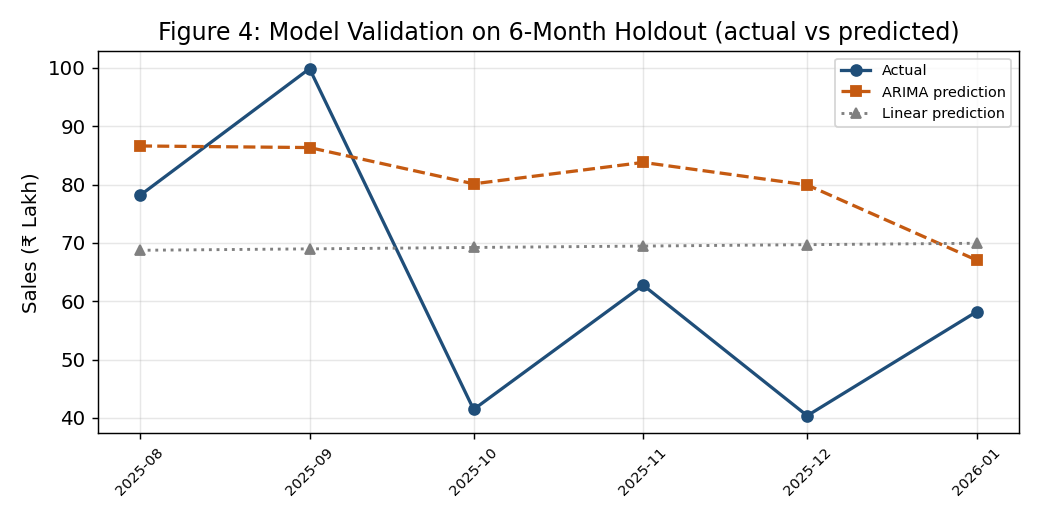 Figure 4: Model Validation on 6-Month Holdout (actual vs predicted)
Sales (₹ Lakh)
100
90
80
70
60
50
40
Actual
ARIMA prediction
Linear prediction
2025-08
2025-09
2025-10
2025-11
2025-12
2026-01